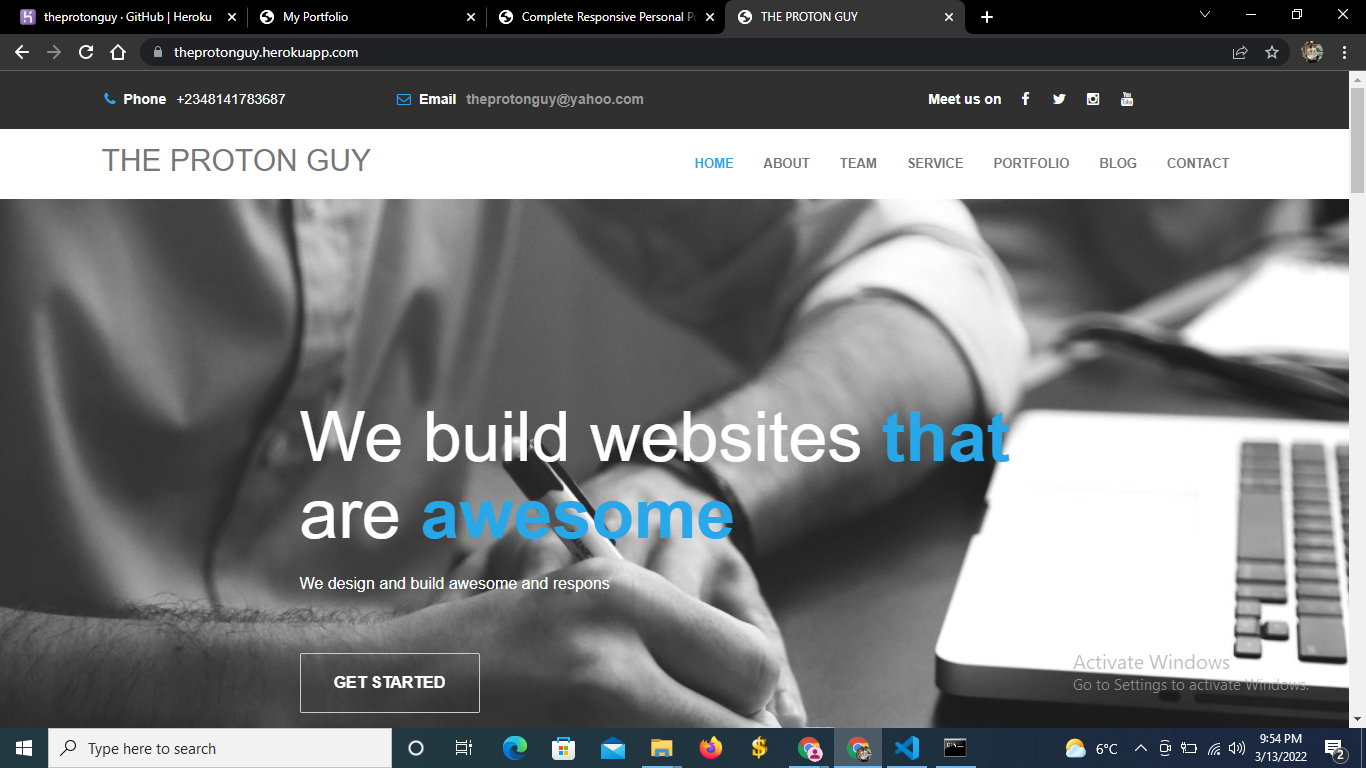 theprotonguy · GitHub | Heroku
My Portfolio
Complete Responsive Personal P
THE PROTON GUY
theprotonguy.herokuapp.com
Phone +2348141783687
Email theprotonguy@yahoo.com
Meet us on
You Tube
THE PROTON GUY
HOME ABOUT TEAM SERVICE PORTFOLIO BLOG CONTACT
We build websites that
are awesome
We design and build awesome and respons
GET STARTED
Activate Windows
Go to Settings to activate Windows.
Type here to search
6°C
9:54 PM
3/13/2022
2